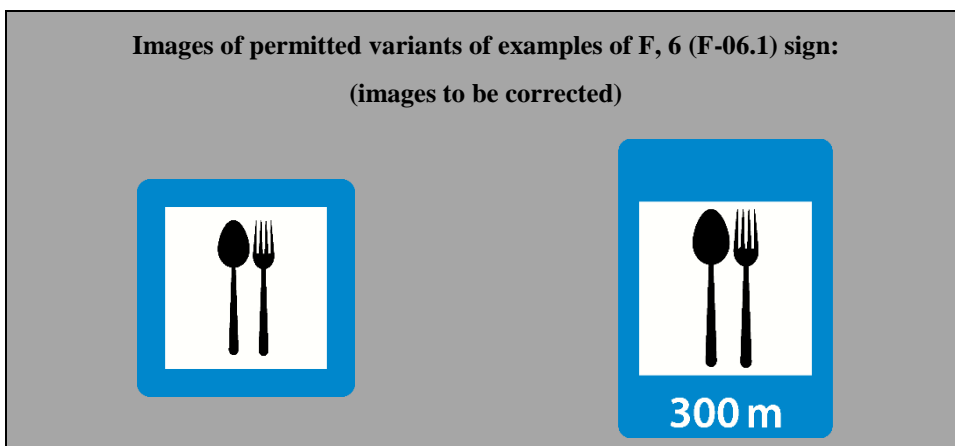 Images of permitted variants of examples of F, 6 (F-06.1) sign:
(images to be corrected)
300 m